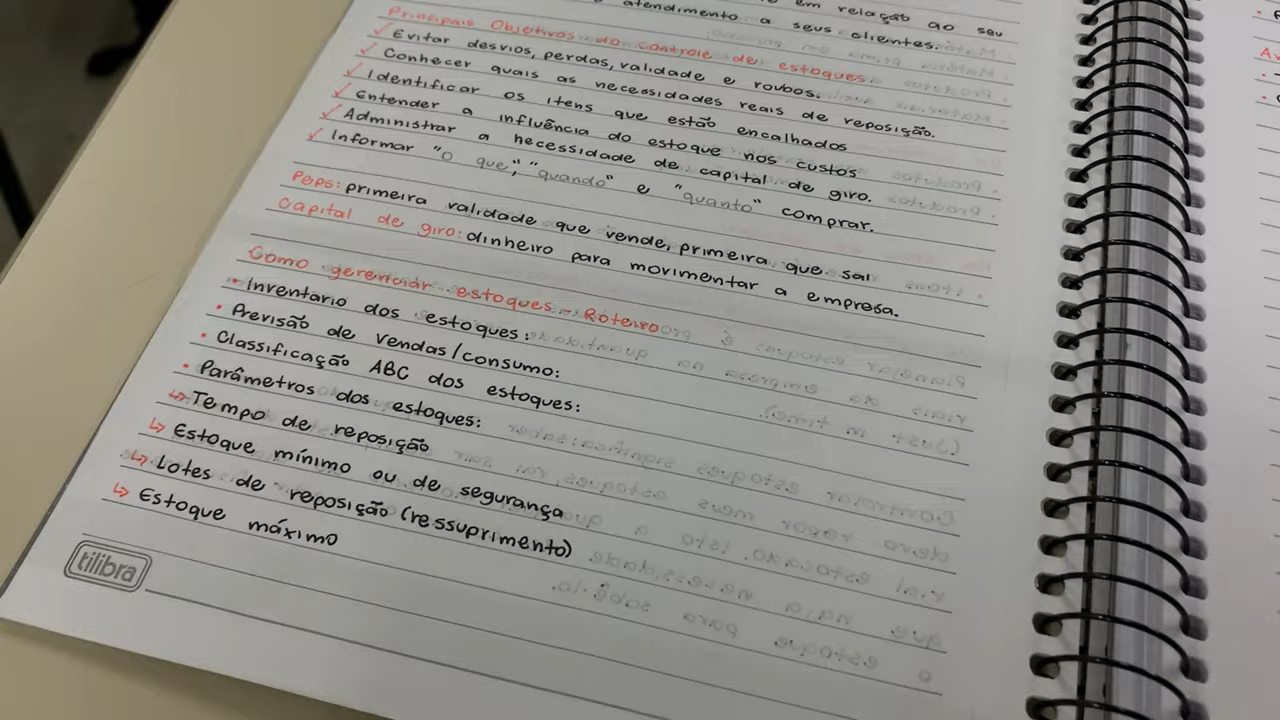 em relação ao seu
atendimento a seus clientes.
Principais Objetivos do controle de estoques
✓ Evitar desvios, perdas, validade e roubos.
✓ Conhecer quais as necessidades reais de reposição.
✓ Identificar os itens que estão encalhados
✓ Entender a influência do estoque nos custos
✓ Administrar a necessidade de capital de giro.
✓ Informar "O que," "quando" e "quanto" comprar.
Peps: primeira validade que vende, primeira que sai
Capital de giro: dinheiro para movimentar a empresa.
Como gerenciar estoques - Roteiro
• Inventario dos estoques:
• Previsão de vendas/consumo:
• Classificação ABC dos estoques:
• Parâmetros dos estoques:
↳ Tempo de reposição
↳ Estoque mínimo ou de segurança
↳ Lotes de reposição (ressuprimento)
↳ Estoque máximo
tilibra